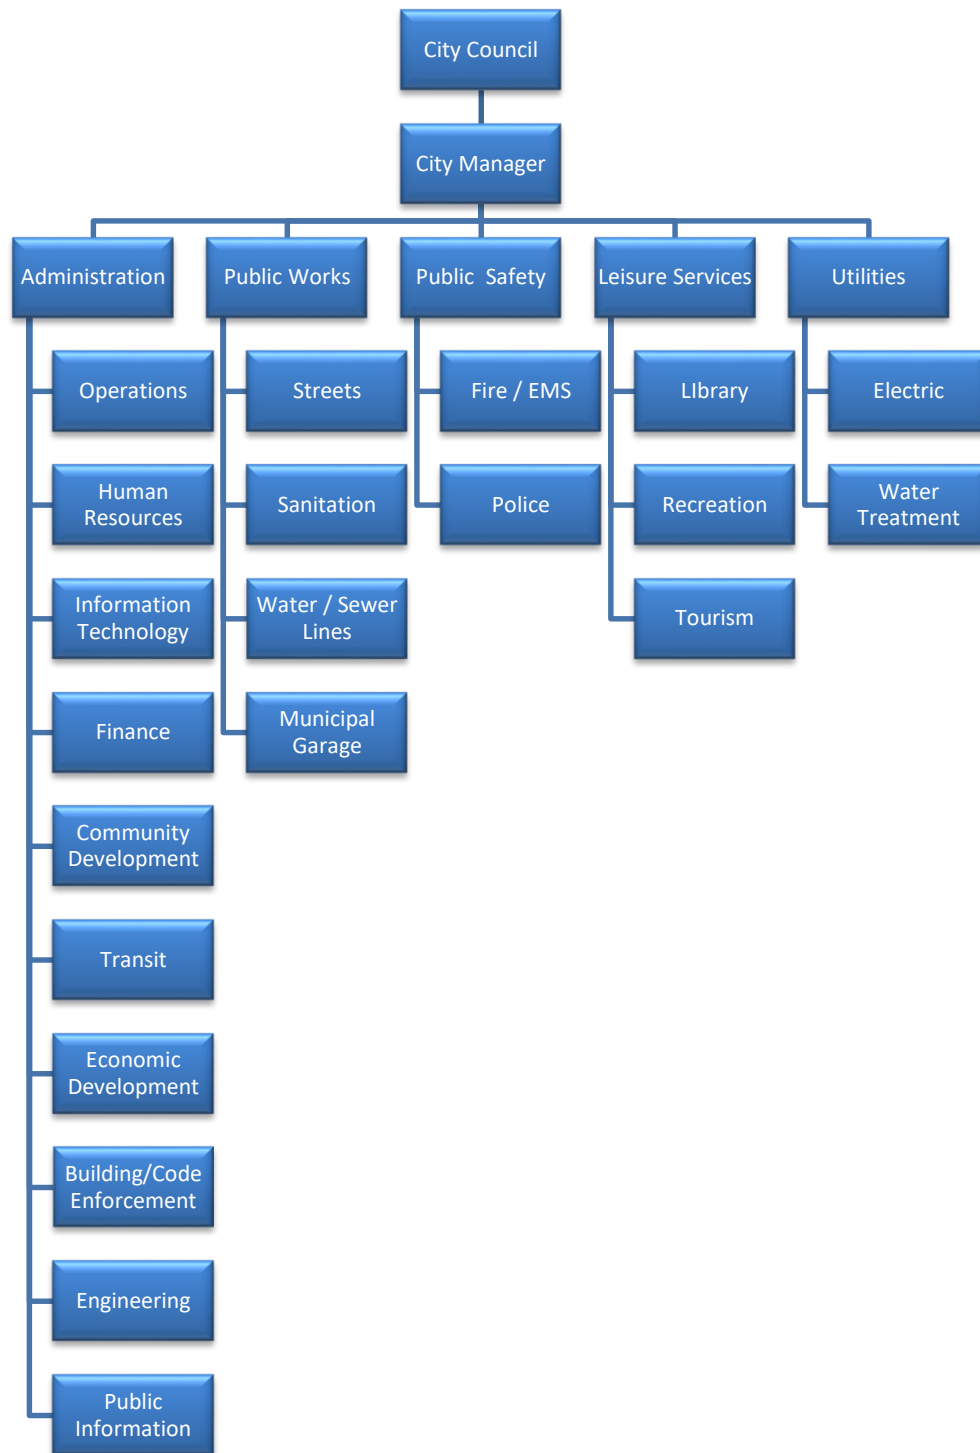 City Council
City Manager
Administration
Public Works
Public  Safety
Leisure Services
Utilities
Operations
Streets
Fire / EMS
LIbrary
Electric
Human
Resources
Sanitation
Police
Recreation
Water
Treatment
Information
Technology
Water / Sewer
Lines
Tourism
Finance
Municipal
Garage
Community
Development
Transit
Economic
Development
Building/Code
Enforcement
Engineering
Public
Information